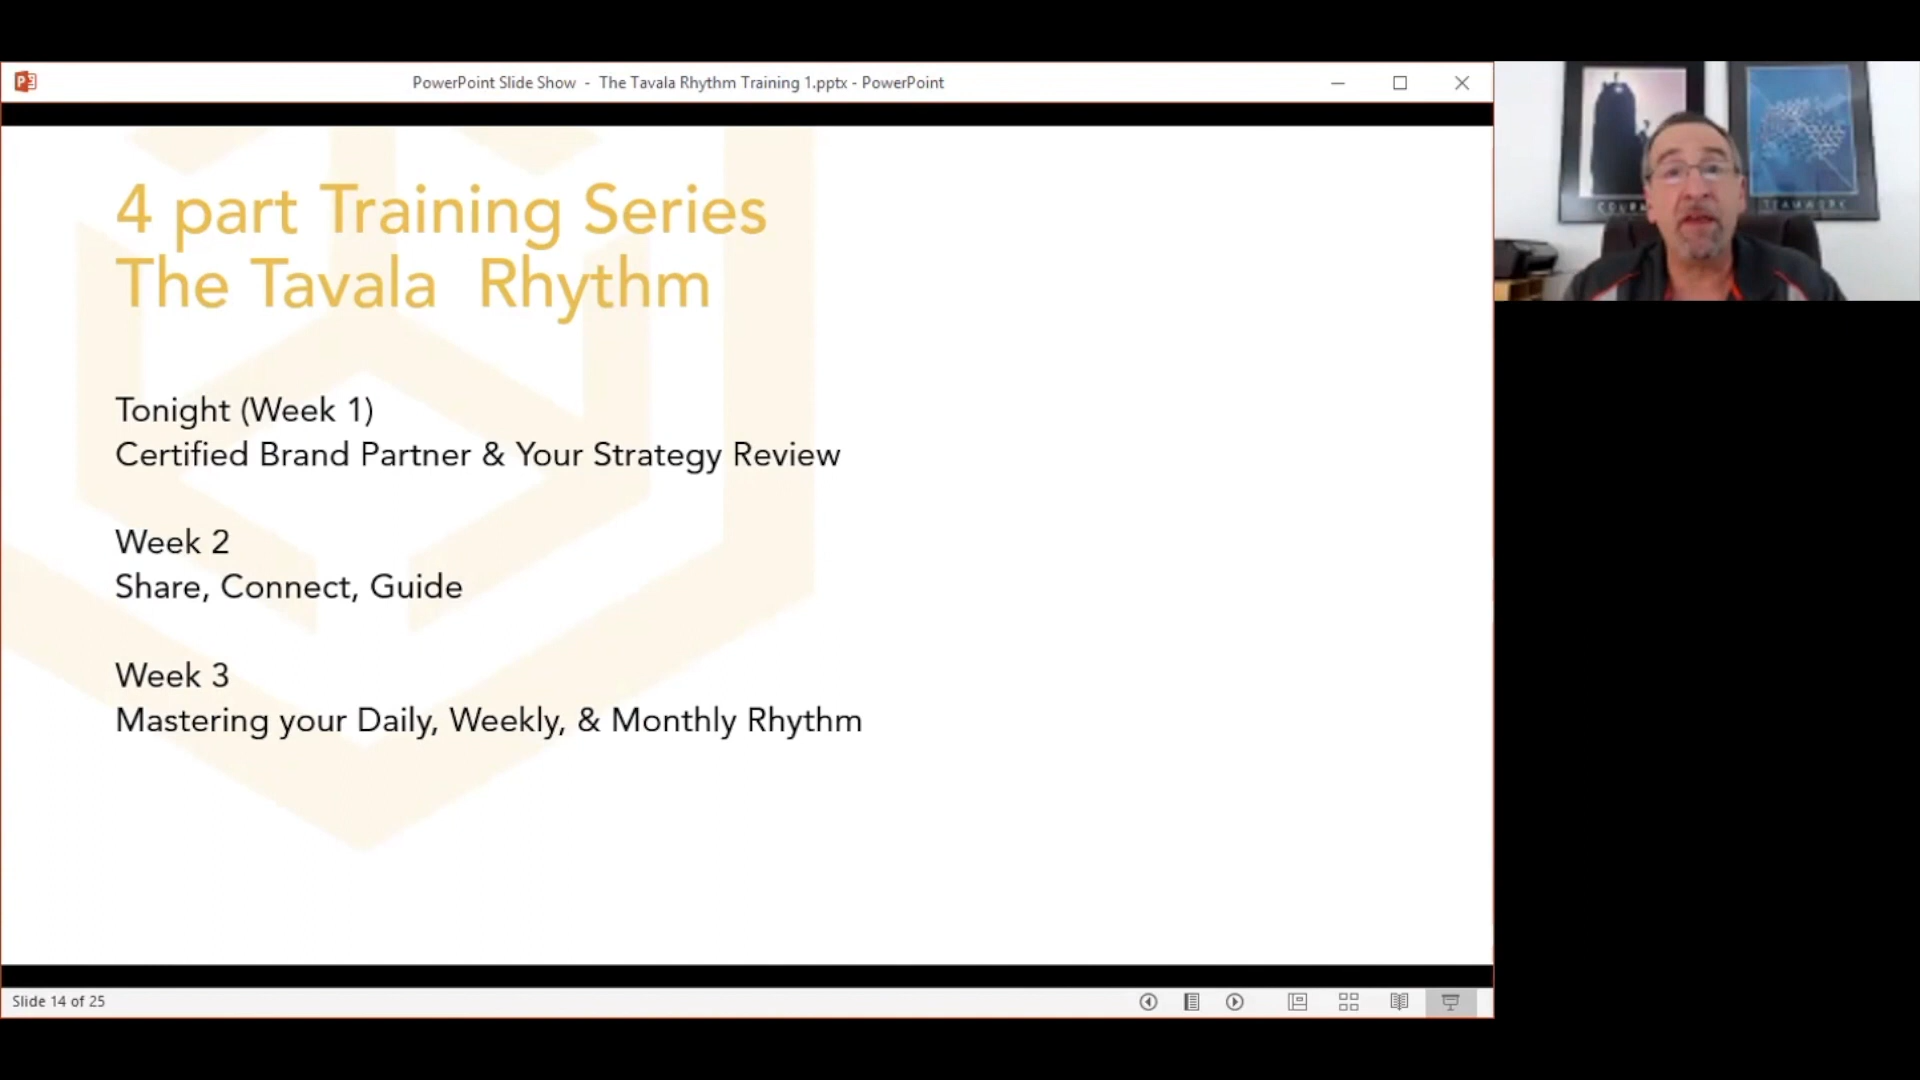 PowerPoint Slide Show - The Tavala Rhythm Training 1.pptx - PowerPoint
4 part Training Series
The Tavala Rhythm
Tonight (Week 1)
Certified Brand Partner & Your Strategy Review
Week 2
Share, Connect, Guide
Week 3
Mastering your Daily, Weekly, & Monthly Rhythm
Slide 14 of 25
TEAMWORK